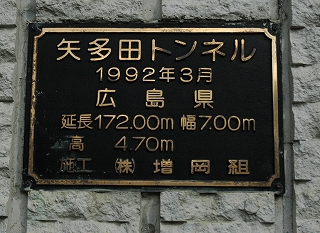 矢多田トンネル
1992年3月
広島県
延長172.00m 幅7.00m
高 4.70m
施工 ㈱ 増岡組